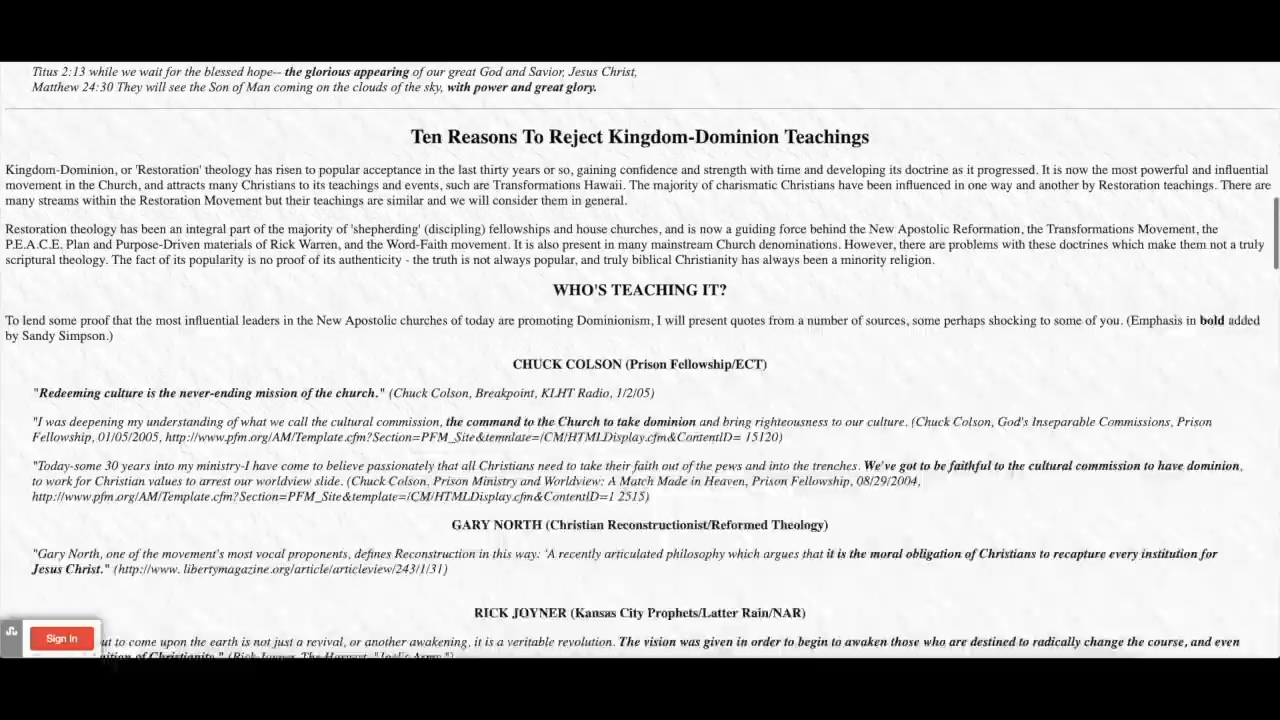 Titus 2:13 while we wait for the blessed hope-- the glorious appearing of our great God and Savior, Jesus Christ,
Matthew 24:30 They will see the Son of Man coming on the clouds of the sky, with power and great glory.
Ten Reasons To Reject Kingdom-Dominion Teachings
Kingdom-Dominion, or 'Restoration' theology has risen to popular acceptance in the last thirty years or so, gaining confidence and strength with time and developing its doctrine as it progressed. It is now the most powerful and influential
movement in the Church, and attracts many Christians to its teachings and events, such are Transformations Hawaii. The majority of charismatic Christians have been influenced in one way and another by Restoration teachings. There are
many streams within the Restoration Movement but their teachings are similar and we will consider them in general.
Restoration theology has been an integral part of the majority of 'shepherding' (discipling) fellowships and house churches, and is now a guiding force behind the New Apostolic Reformation, the Transformations Movement, the
P.E.A.C.E. Plan and Purpose-Driven materials of Rick Warren, and the Word-Faith movement. It is also present in many mainstream Church denominations. However, there are problems with these doctrines which make them not a truly
scriptural theology. The fact of its popularity is no proof of its authenticity - the truth is not always popular, and truly biblical Christianity has always been a minority religion.
WHO'S TEACHING IT?
To lend some proof that the most influential leaders in the New Apostolic churches of today are promoting Dominionism, I will present quotes from a number of sources, some perhaps shocking to some of you. (Emphasis in bold added
by Sandy Simpson.)
CHUCK COLSON (Prison Fellowship/ECT)
"Redeeming culture is the never-ending mission of the church." (Chuck Colson, Breakpoint, KLHT Radio, 1/2/05)
"I was deepening my understanding of what we call the cultural commission, the command to the Church to take dominion and bring righteousness to our culture. (Chuck Colson, God's Inseparable Commissions, Prison
Fellowship, 01/05/2005, http://www.pfm.org/AM/Template.cfm?Section=PFM_Site&template=/CM/HTMLDisplay.cfm&ContentID= 15120)
"Today-some 30 years into my ministry-I have come to believe passionately that all Christians need to take their faith out of the pews and into the trenches. We've got to be faithful to the cultural commission to have dominion,
to work for Christian values to arrest our worldview slide. (Chuck Colson, Prison Ministry and Worldview: A Match Made in Heaven, Prison Fellowship, 08/29/2004,
http://www.pfm.org/AM/Template.cfm?Section=PFM_Site&template=/CM/HTMLDisplay.cfm&ContentID=1 2515)
GARY NORTH (Christian Reconstructionist/Reformed Theology)
"Gary North, one of the movement's most vocal proponents, defines Reconstruction in this way: 'A recently articulated philosophy which argues that it is the moral obligation of Christians to recapture every institution for
Jesus Christ." (http://www. libertymagazine.org/article/articleview/243/1/31)
RICK JOYNER (Kansas City Prophets/Latter Rain/NAR)
Sign In
ut to come upon the earth is not just a revival, or another awakening, it is a veritable revolution. The vision was given in order to begin to awaken those who are destined to radically change the course, and even
of Christianity." (Rick Joyner, The Harvest,